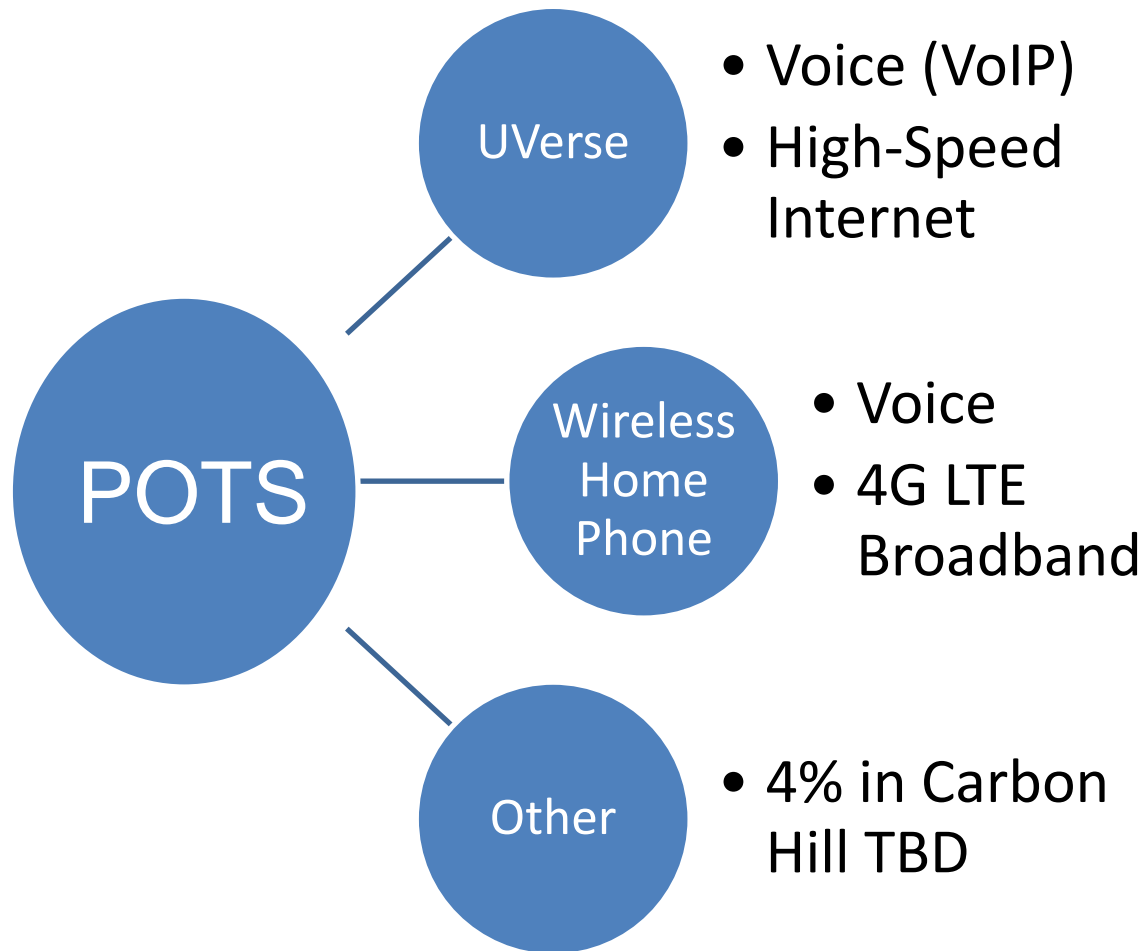 UVerse
• Voice (VoIP)
• High-Speed
Internet
POTS
Wireless
Home
Phone
• Voice
• 4G LTE
Broadband
Other
• 4% in Carbon
Hill TBD